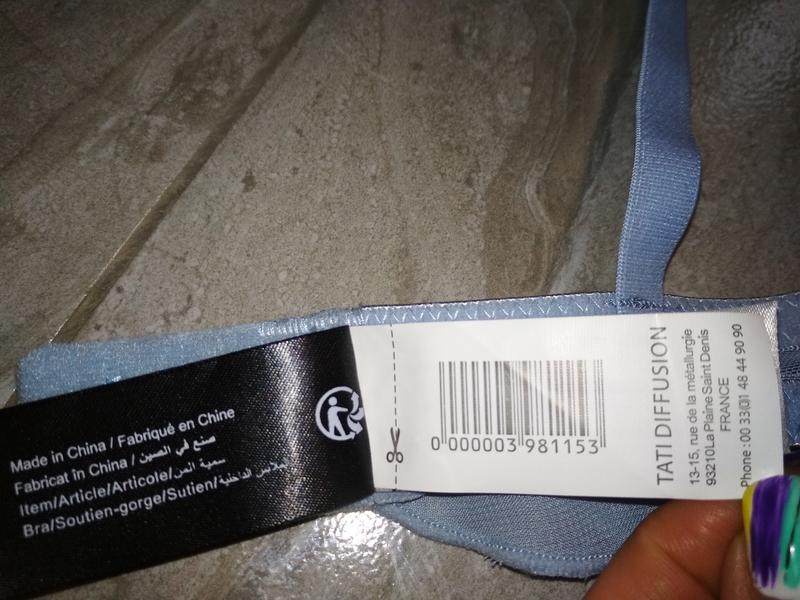 Made in China / Fabriqué en Chine
Fabricat în China / صنع في الصين
Item/Article/Articole/
Bra/Soutien-gorge/Sutien/
0 000003 981153
TATI DIFFUSION
13-15, rue de la métallurgie
93210La Plaine Saint Denis
FRANCE
Phone : 00 33(0)1 48 44 90 90